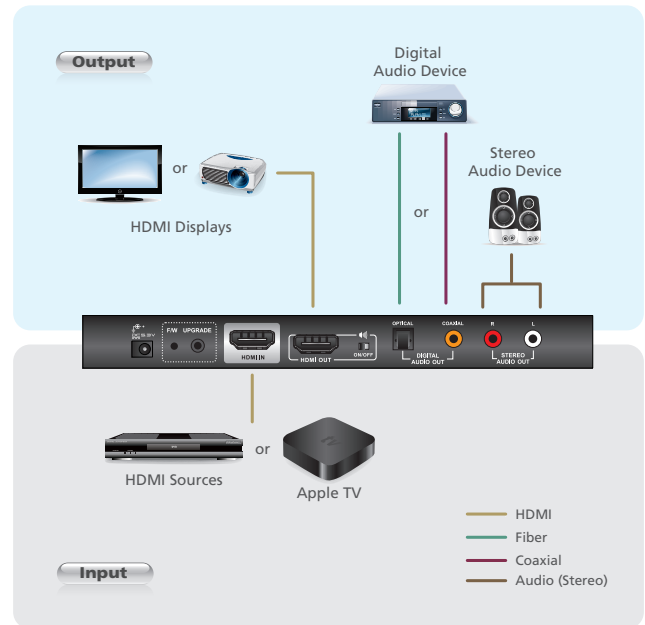 Output
Digital
Audio Device
Stereo
Audio Device
or
HDMI Displays
or
F/W UPGRADE
HDMI IN
HDMI OUT
ON/OFF
OPTICAL
COAXIAL
DIGITAL
AUDIO OUT
R
L
STEREO
AUDIO OUT
or
HDMI Sources
Apple TV
HDMI
Fiber
Coaxial
Audio (Stereo)
Input